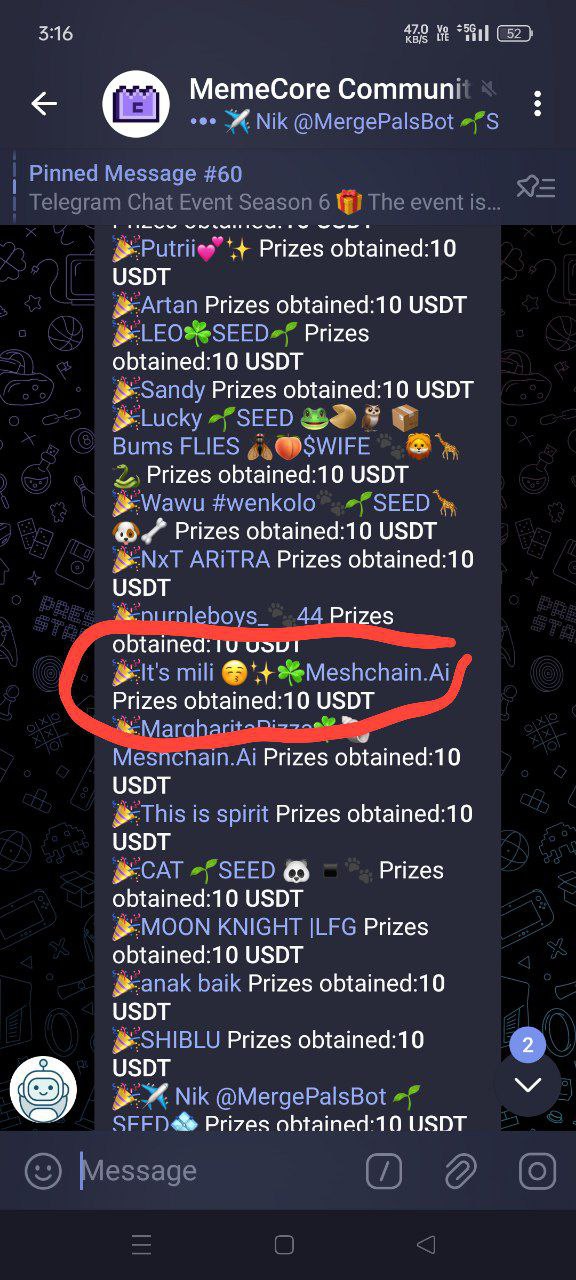 3:16 47.0 KB/S Vo LTE 5G 52
MemeCore Communit
••• ✈️ Nik @MergePalsBot 🌱S
Pinned Message #60
Telegram Chat Event Season 6 🎁 The event is...
Prizes obtained:10 USDT
🎉Putrii💕✨ Prizes obtained:10
USDT
🎉Artan Prizes obtained:10 USDT
🎉LEO☘️SEED🌱 Prizes
obtained:10 USDT
🎉Sandy Prizes obtained:10 USDT
🎉Lucky 🌱SEED 🐸🥠🦉 📦
Bums FLIES 🪰🍑$WIFE 🐾🦁🦒
🐍 Prizes obtained:10 USDT
🎉Wawu #wenkolo🐾🌱SEED🦒
🐶🦴 Prizes obtained:10 USDT
🎉NxT ARiTRA Prizes obtained:10
USDT
🎉purpleboys_🐾44 Prizes
obtained:10 USDT
🎉It's mili 😚✨☘️Meshchain.Ai
Prizes obtained:10 USDT
🎉MargharitaPizza☘️
Meshchain.Ai Prizes obtained:10
USDT
🎉This is spirit Prizes obtained:10
USDT
🎉CAT 🌱SEED 🐼 🐾 Prizes
obtained:10 USDT
🎉MOON KNIGHT |LFG Prizes
obtained:10 USDT
🎉anak baik Prizes obtained:10
USDT
🎉SHIBLU Prizes obtained:10
USDT
🎉✈️ Nik @MergePalsBot 🌱
SEED💠 Prizes obtained:10 USDT
2
Message